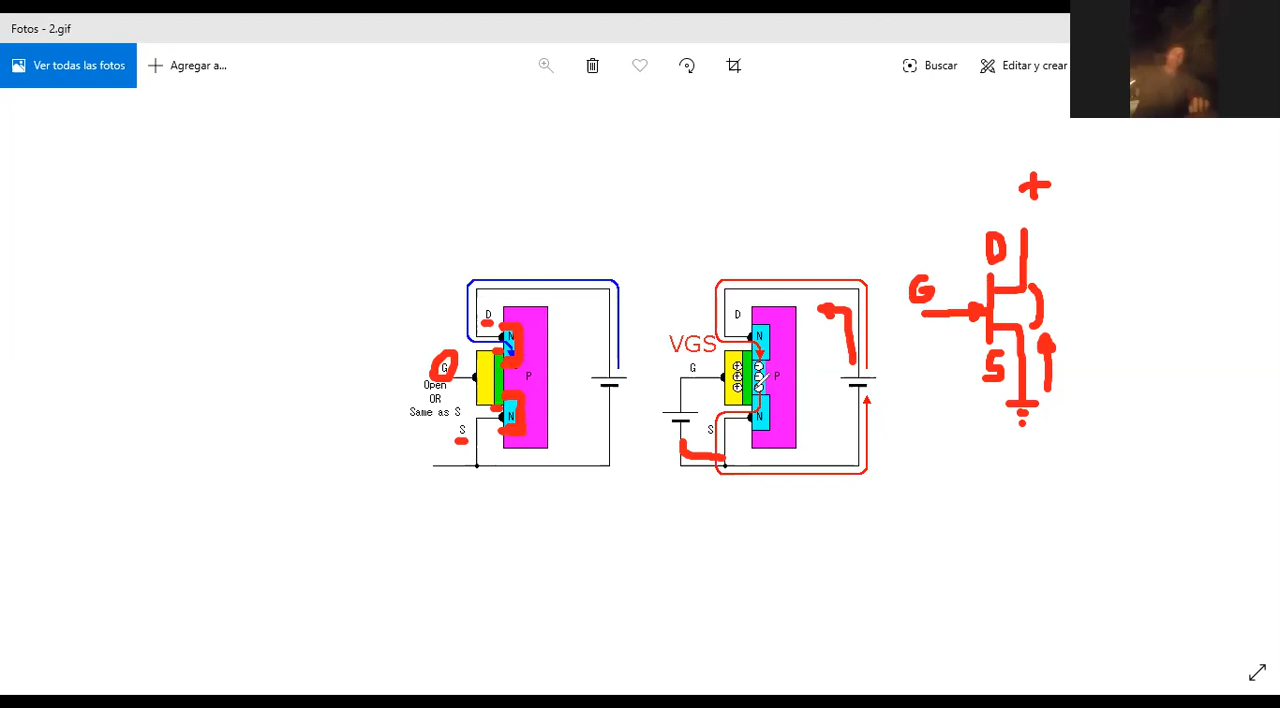 Fotos - 2.gif
Ver todas las fotos
Agregar a...
Buscar
Editar y crear
D
N
G
Open
OR
Same as S
P
N
S
VGS
D
N
G
P
S
N
+
D
G
S